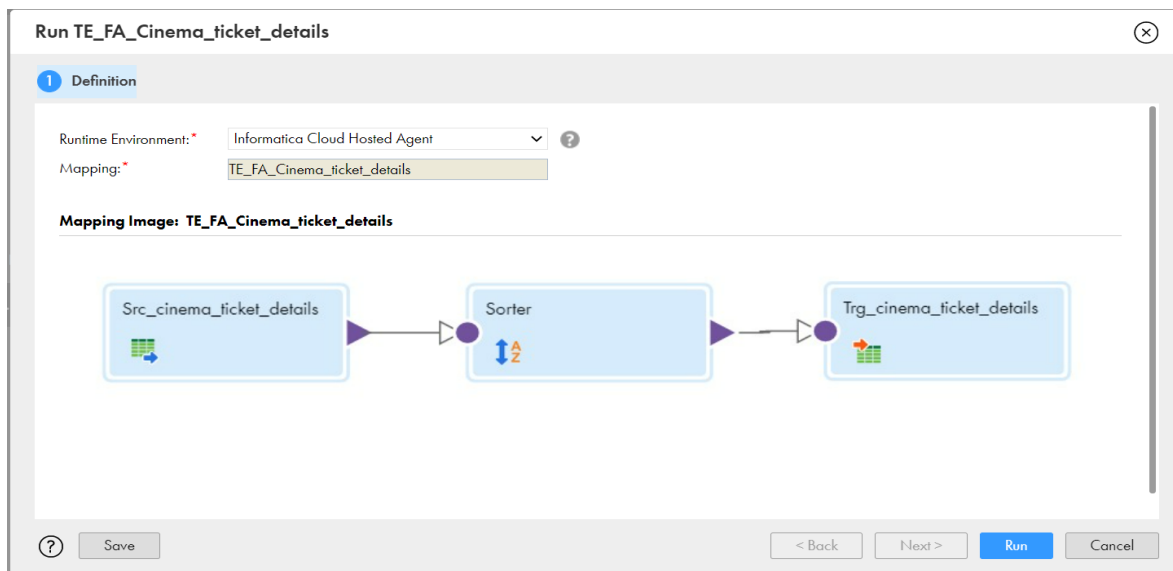 Run TE_FA_Cinema_ticket_details
1 Definition
Runtime Environment:* Informatica Cloud Hosted Agent ?
Mapping:* TE_FA_Cinema_ticket_details
Mapping Image: TE_FA_Cinema_ticket_details
Src_cinema_ticket_details
Sorter
A
Z
Trg_cinema_ticket_details
? Save < Back Next > Run Cancel